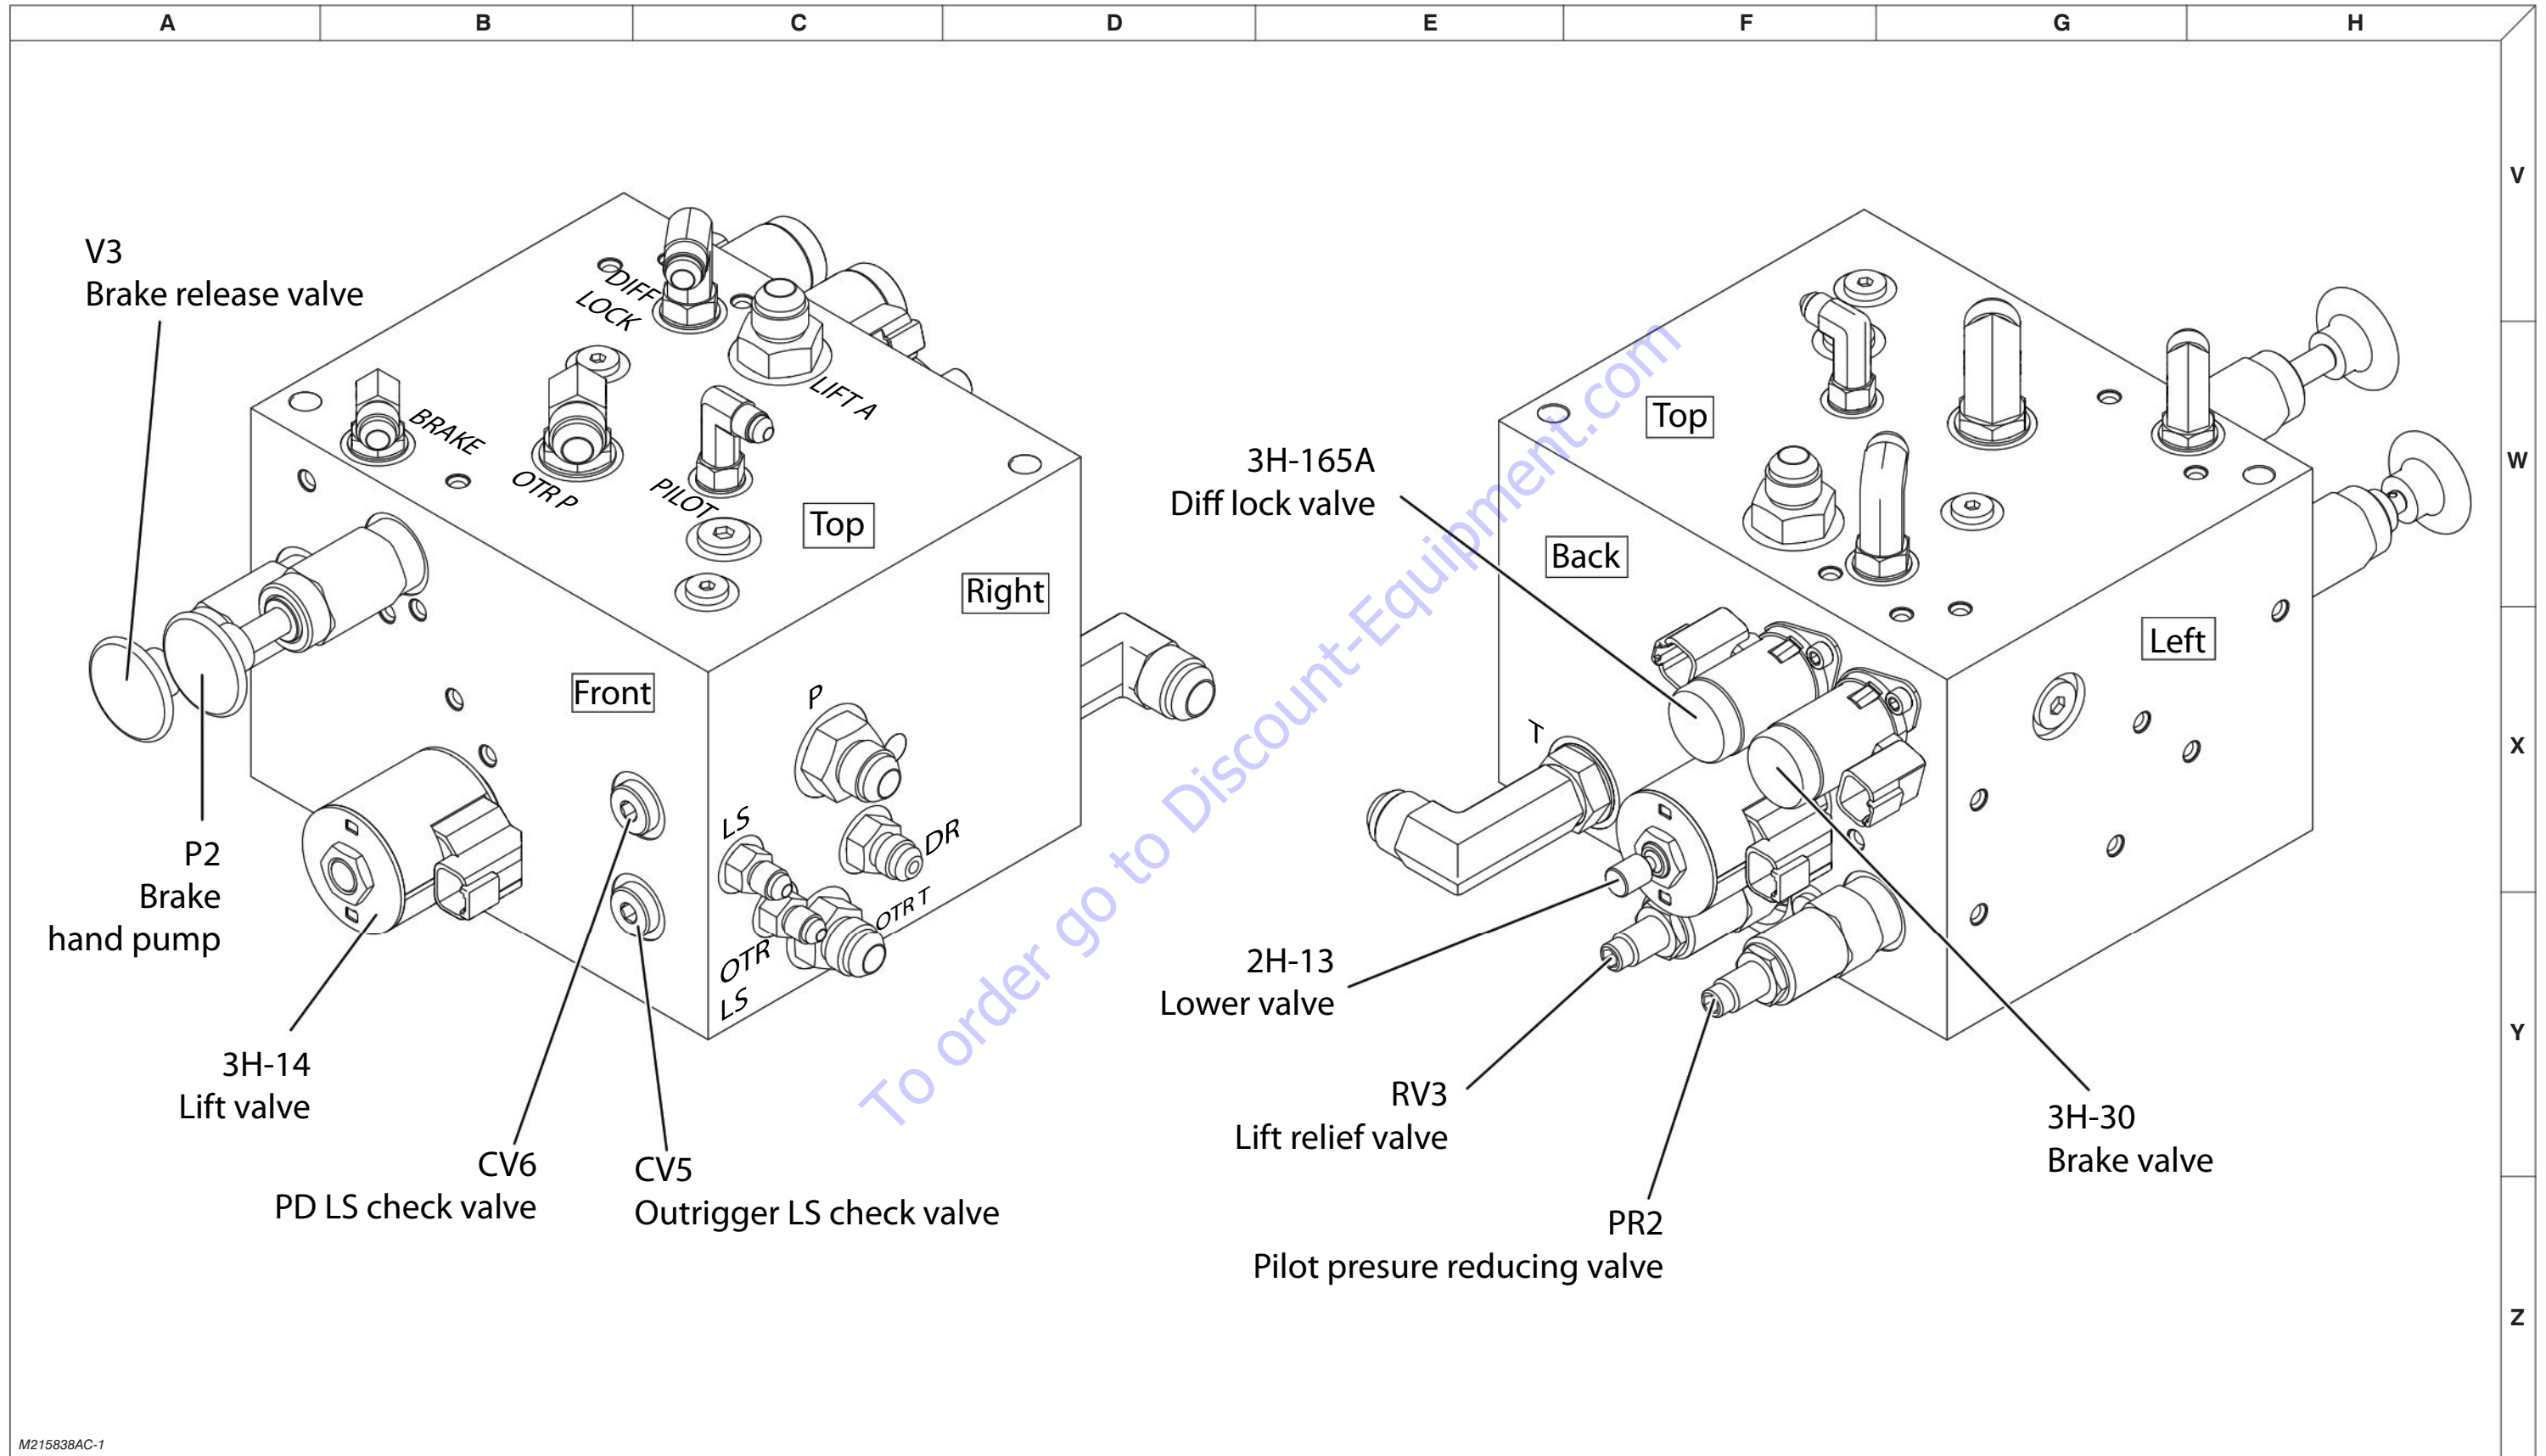 A B C D E F G H
V
W
X
Y
Z
V3
Brake release valve
DIFF
LOCK
LIFT A
BRAKE
OTR P
PILOT
Top
Right
Front
P
LS
DR
OTR T
OTR
LS
P2
Brake
hand pump
3H-14
Lift valve
CV6
PD LS check valve
CV5
Outrigger LS check valve
Top
Back
Left
T
3H-165A
Diff lock valve
2H-13
Lower valve
RV3
Lift relief valve
PR2
Pilot presure reducing valve
3H-30
Brake valve
To order go to Discount-Equipment.com
M215838AC-1